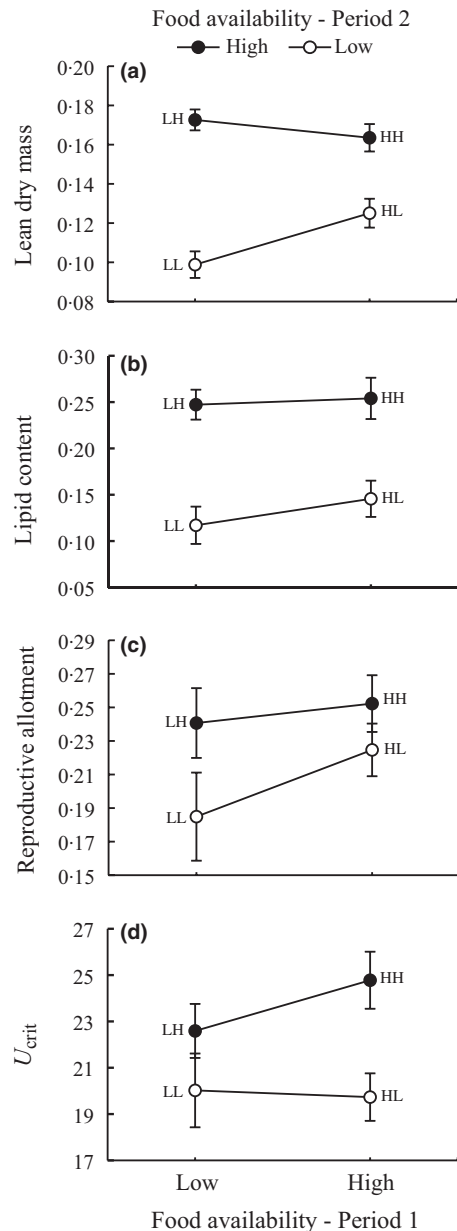 Food availability - Period 2
High Low
(a)
Lean dry mass
0·20
0·18
0·16
0·14
0·12
0·10
0·08
LH
HH
LL
HL
(b)
Lipid content
0·30
0·25
0·20
0·15
0·10
0·05
LH
HH
LL
HL
(c)
Reproductive allotment
0·29
0·27
0·25
0·23
0·21
0·19
0·17
0·15
LH
HH
LL
HL
(d)
Ucrit
27
25
23
21
19
17
LH
HH
LL
HL
Low High
Food availability - Period 1